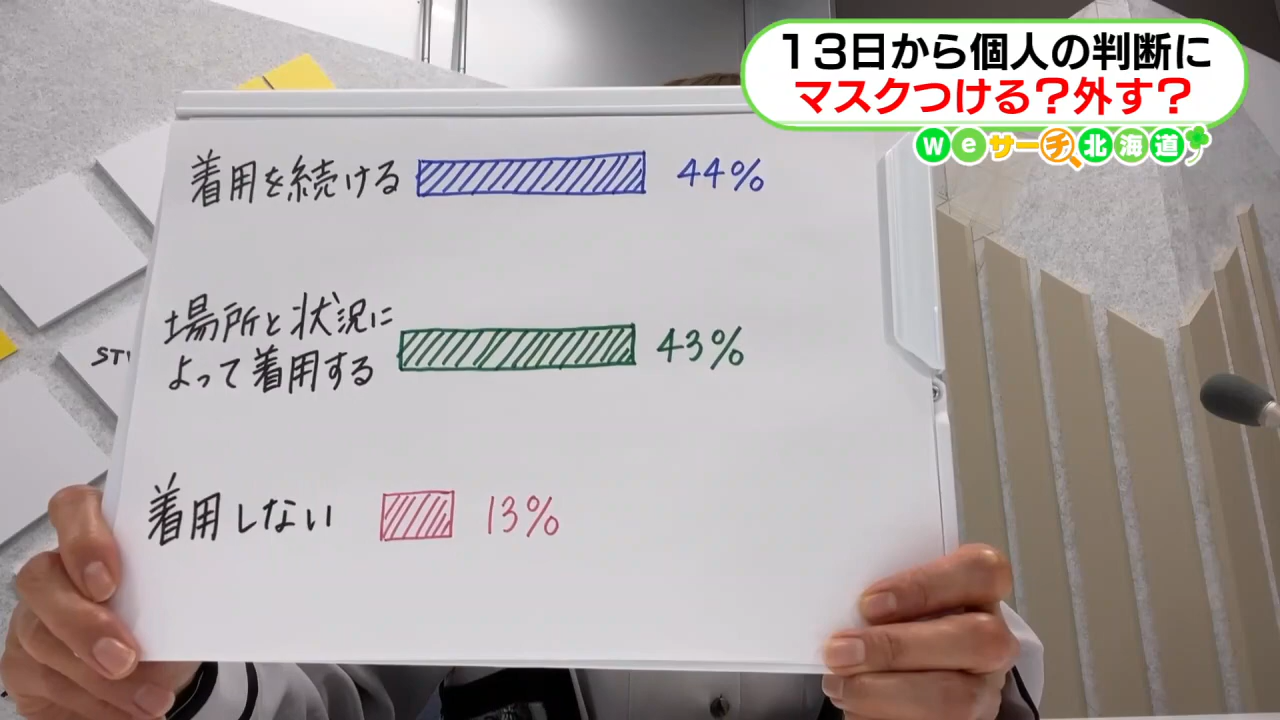 13日から個人の判断に
マスクつける？外す？
Weサーチ北海道
着用を続ける 44%
場所と状況に
よって着用する 43%
着用しない 13%